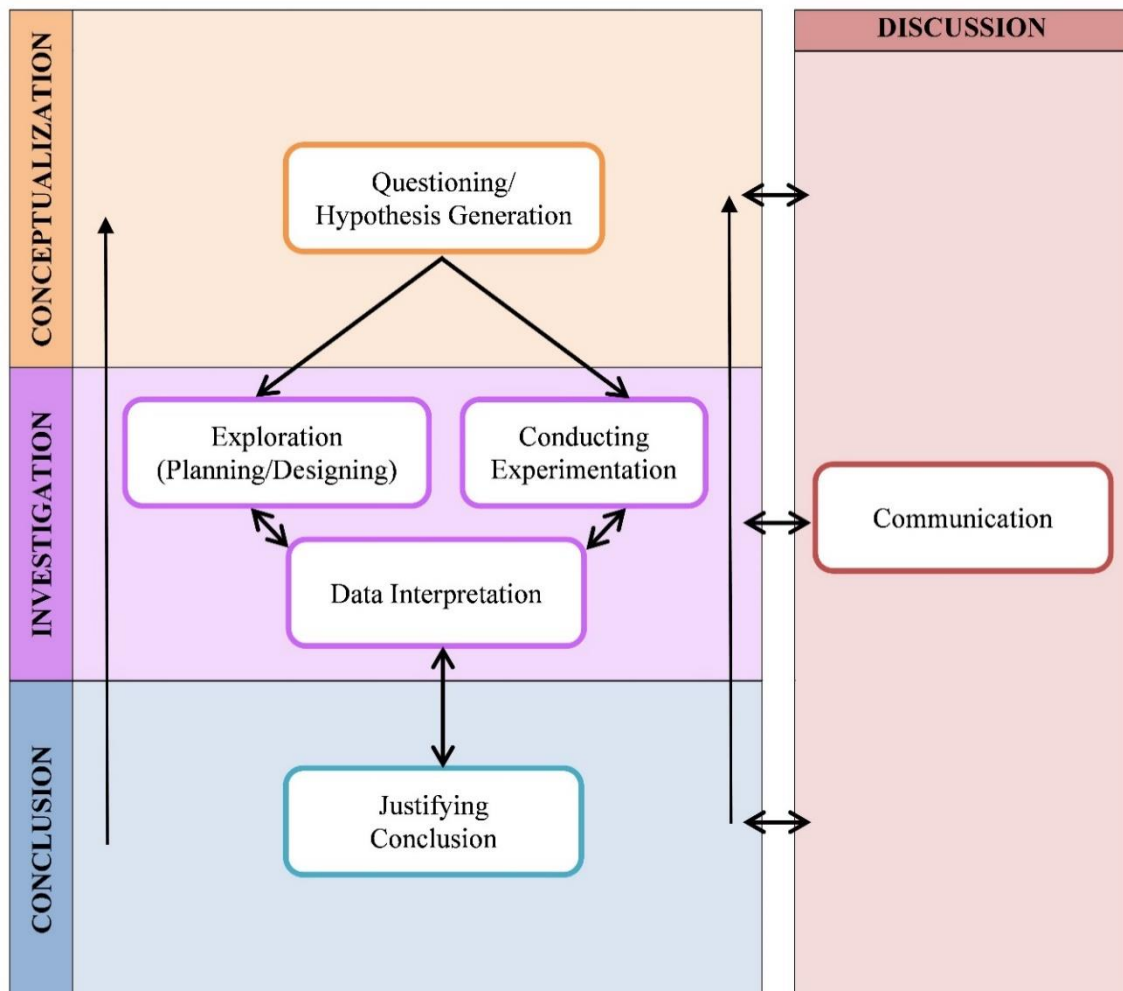 DISCUSSION
CONCEPTUALIZATION
Questioning/
Hypothesis Generation
INVESTIGATION
Exploration
(Planning/Designing)
Conducting
Experimentation
Data Interpretation
Communication
CONCLUSION
Justifying
Conclusion